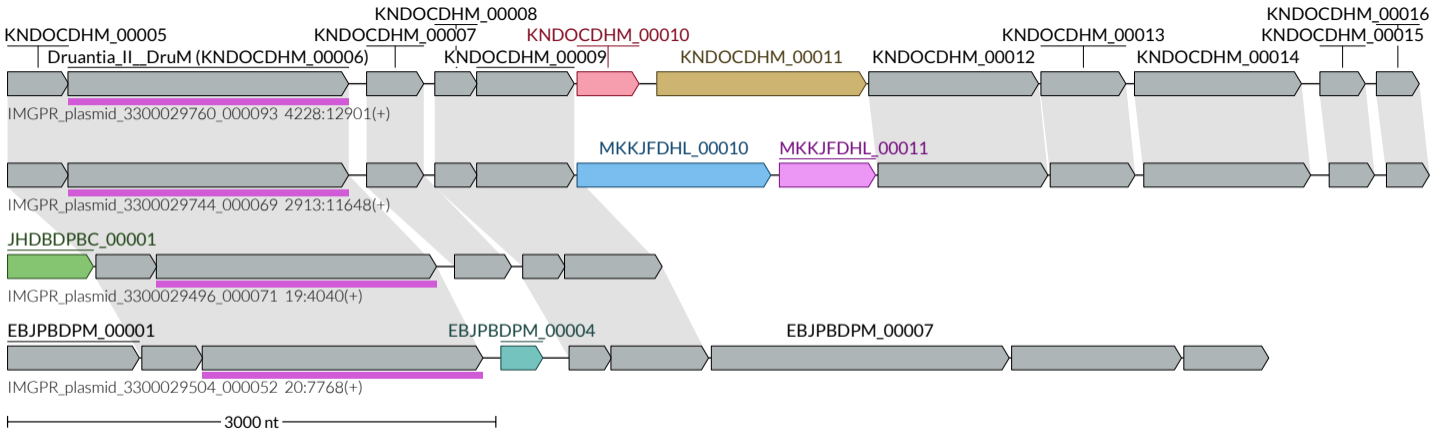 KNDOCDHM_00008
KNDOCDHM_00016
KNDOCDHM_00005
KNDOCDHM_00007
KNDOCDHM_00010
KNDOCDHM_00013
KNDOCDHM_00015
Druantia_II__DruM (KNDOCDHM_00006)
KNDOCDHM_00009
KNDOCDHM_00011
KNDOCDHM_00012
KNDOCDHM_00014
IMGPR_plasmid_3300029760_000093 4228:12901(+)
MKKJFDHL_00010
MKKJFDHL_00011
IMGPR_plasmid_3300029744_000069 2913:11648(+)
JHDBDPBC_00001
IMGPR_plasmid_3300029496_000071 19:4040(+)
EBJPBDPM_00001
EBJPBDPM_00004
EBJPBDPM_00007
IMGPR_plasmid_3300029504_000052 20:7768(+)
3000 nt